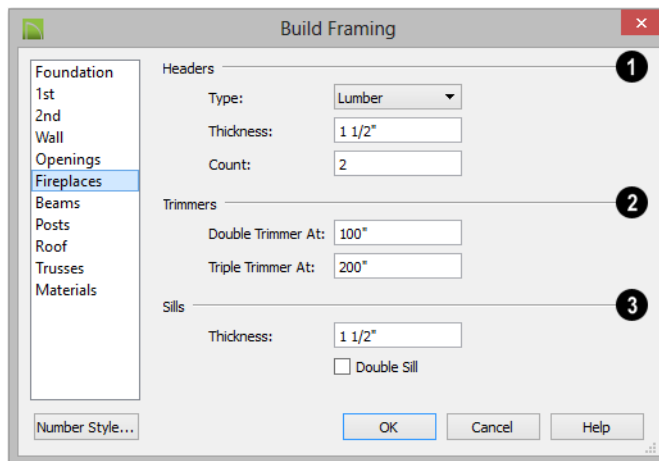 Build Framing
x
Foundation
1st
2nd
Wall
Openings
Fireplaces
Beams
Posts
Roof
Trusses
Materials
Number Style...
Headers
1
Type: Lumber
Thickness: 1 1/2"
Count: 2
Trimmers
2
Double Trimmer At: 100"
Triple Trimmer At: 200"
Sills
3
Thickness: 1 1/2"
Double Sill
OK Cancel Help